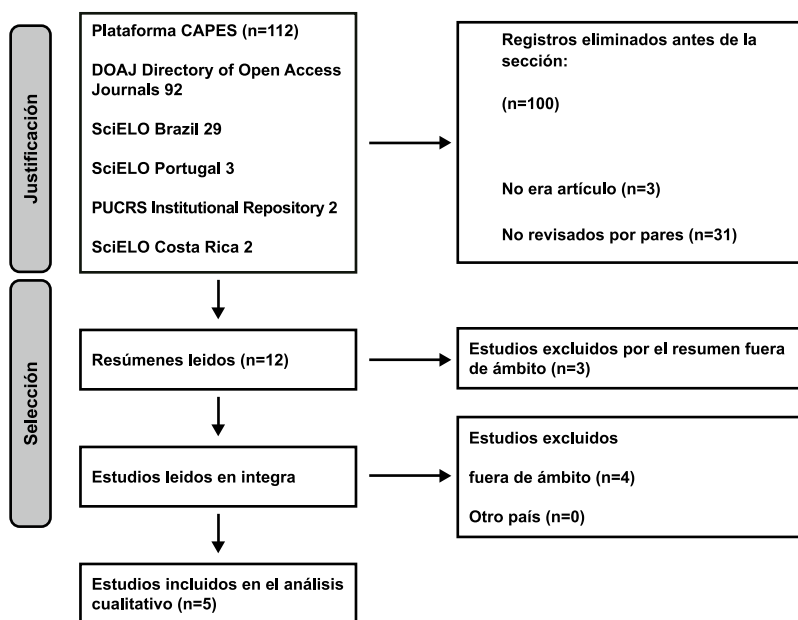 Justificación
Plataforma CAPES (n=112)
DOAJ Directory of Open Access
Journals 92
SciELO Brazil 29
SciELO Portugal 3
PUCRS Institutional Repository 2
SciELO Costa Rica 2
Registros eliminados antes de la
sección:
(n=100)
No era artículo (n=3)
No revisados por pares (n=31)
Selección
Resúmenes leidos (n=12)
Estudios excluidos por el resumen fuera
de ámbito (n=3)
Estudios leidos en integra
Estudios excluidos
fuera de ámbito (n=4)
Otro país (n=0)
Estudios incluidos en el análisis
cualitativo (n=5)